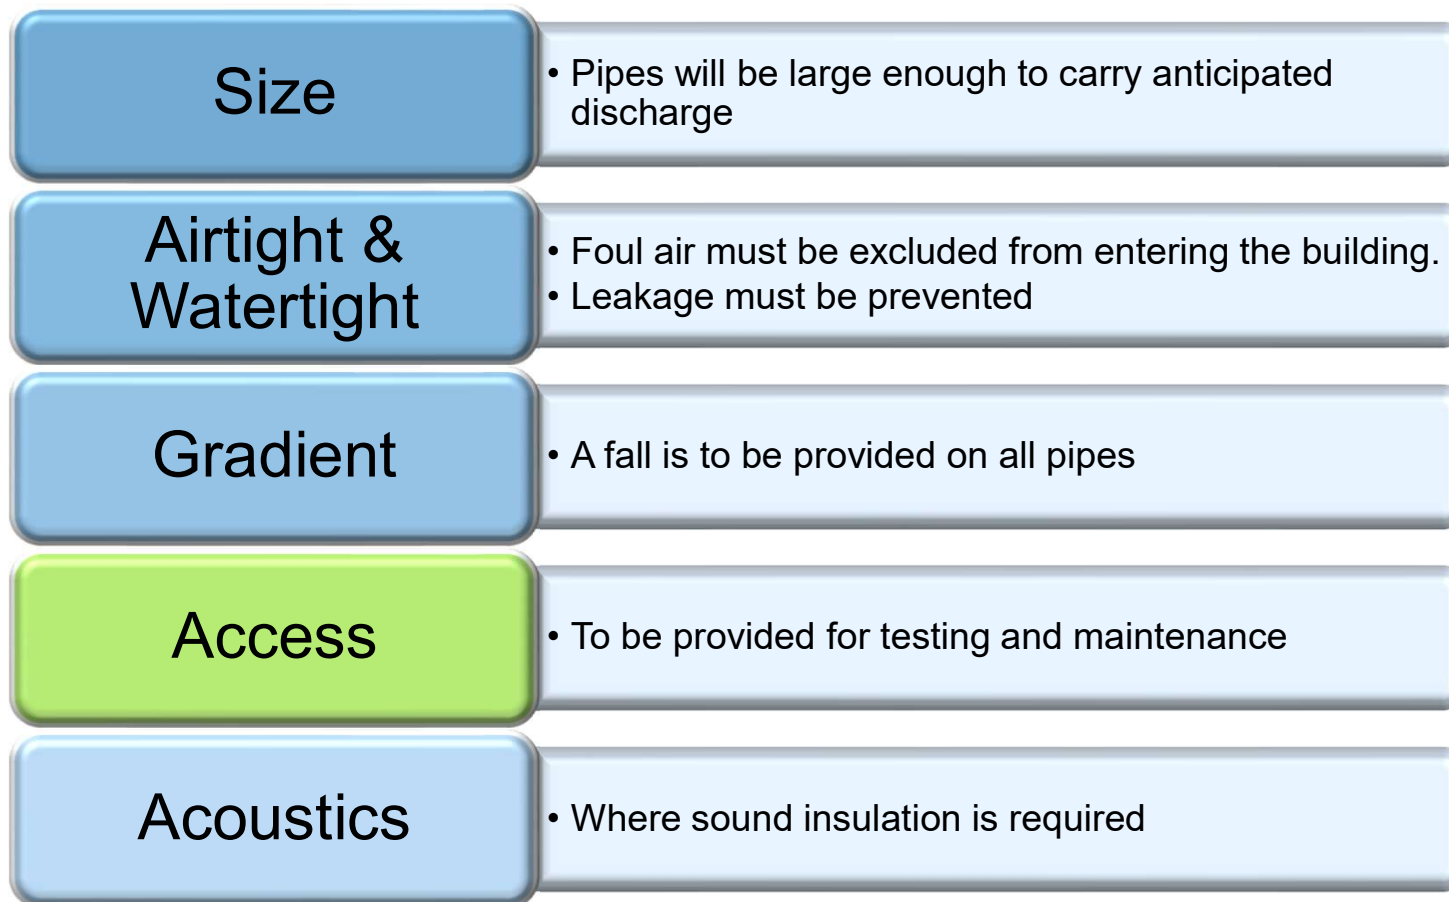 Size
• Pipes will be large enough to carry anticipated
discharge
Airtight &
Watertight
• Foul air must be excluded from entering the building.
• Leakage must be prevented
Gradient
• A fall is to be provided on all pipes
Access
• To be provided for testing and maintenance
Acoustics
• Where sound insulation is required